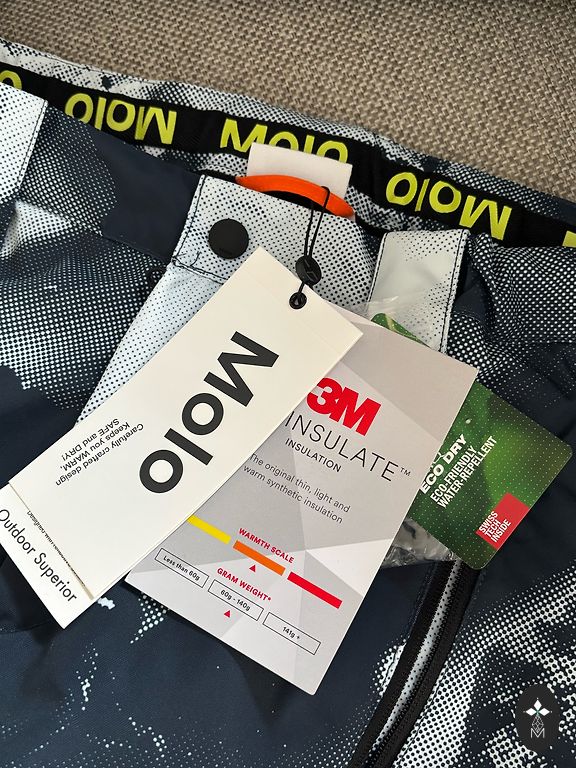 Molo
Molo
Molo
Molo
Carefully crafted design
Keeps you WARM
SAFE and DRY!
Outdoor Superior
3M
INSULATE™
INSULATION
The original thin, light and
warm synthetic insulation
WARMTH SCALE
GRAM WEIGHT*
Less than 60g
60g - 140g
141g +
ECO DRY
ECO-FRIENDLY
WATER-REPELLENT
SWISS
TECH
INSIDE
M